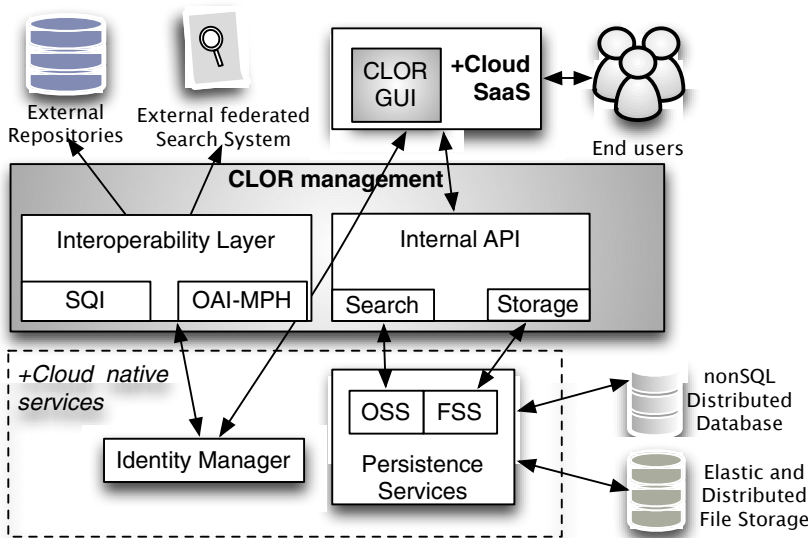 CLOR
GUI
+Cloud
SaaS
External
Repositories
External federated
Search System
End users
CLOR management
Interoperability Layer
SQI
OAI-MPH
Internal API
Search
Storage
+Cloud native
services
Identity Manager
OSS
FSS
Persistence
Services
nonSQL
Distributed
Database
Elastic and
Distributed
File Storage